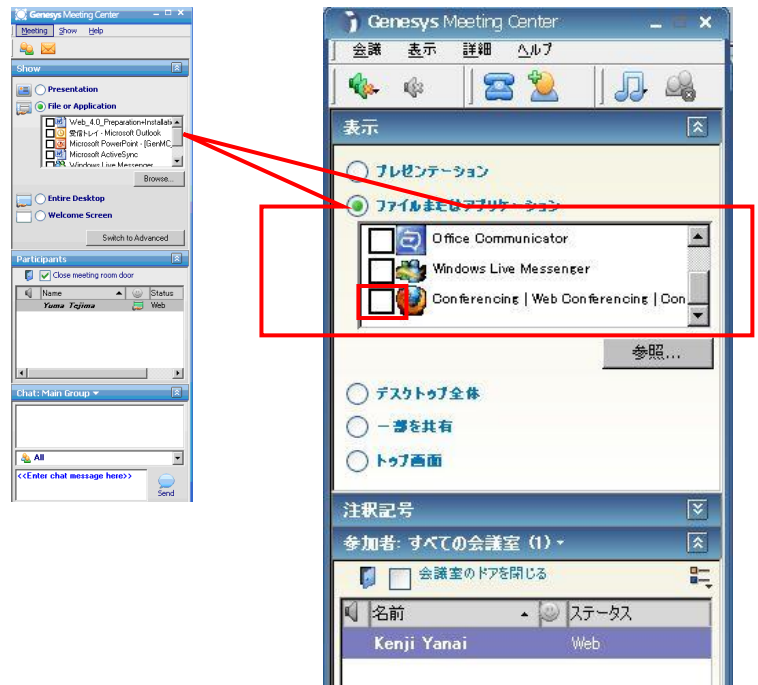 Genesys Meeting Center
Meeting Show Help
Show
Presentation
File or Application
Web_4.0_Preparation+Installati
受信トレイ - Microsoft Outlook
Microsoft PowerPoint - [GenMC_
Microsoft ActiveSync
Windows Live Messenger
Browse...
Entire Desktop
Welcome Screen
Switch to Advanced
Participants
Close meeting room door
Name Status
Yuma Tejima Web
Chat: Main Group
All
<<Enter chat message here>>
Send
Genesys Meeting Center
会議 表示 詳細 ヘルプ
表示
プレゼンテーション
ファイルまたはアプリケーション
Office Communicator
Windows Live Messenger
Conferencing | Web Conferencing | Con
参照...
デスクトップ全体
一部を共有
トップ画面
注釈記号
参加者: すべての会議室 (1)
会議室のドアを閉じる
名前 ステータス
Kenji Yanai Web